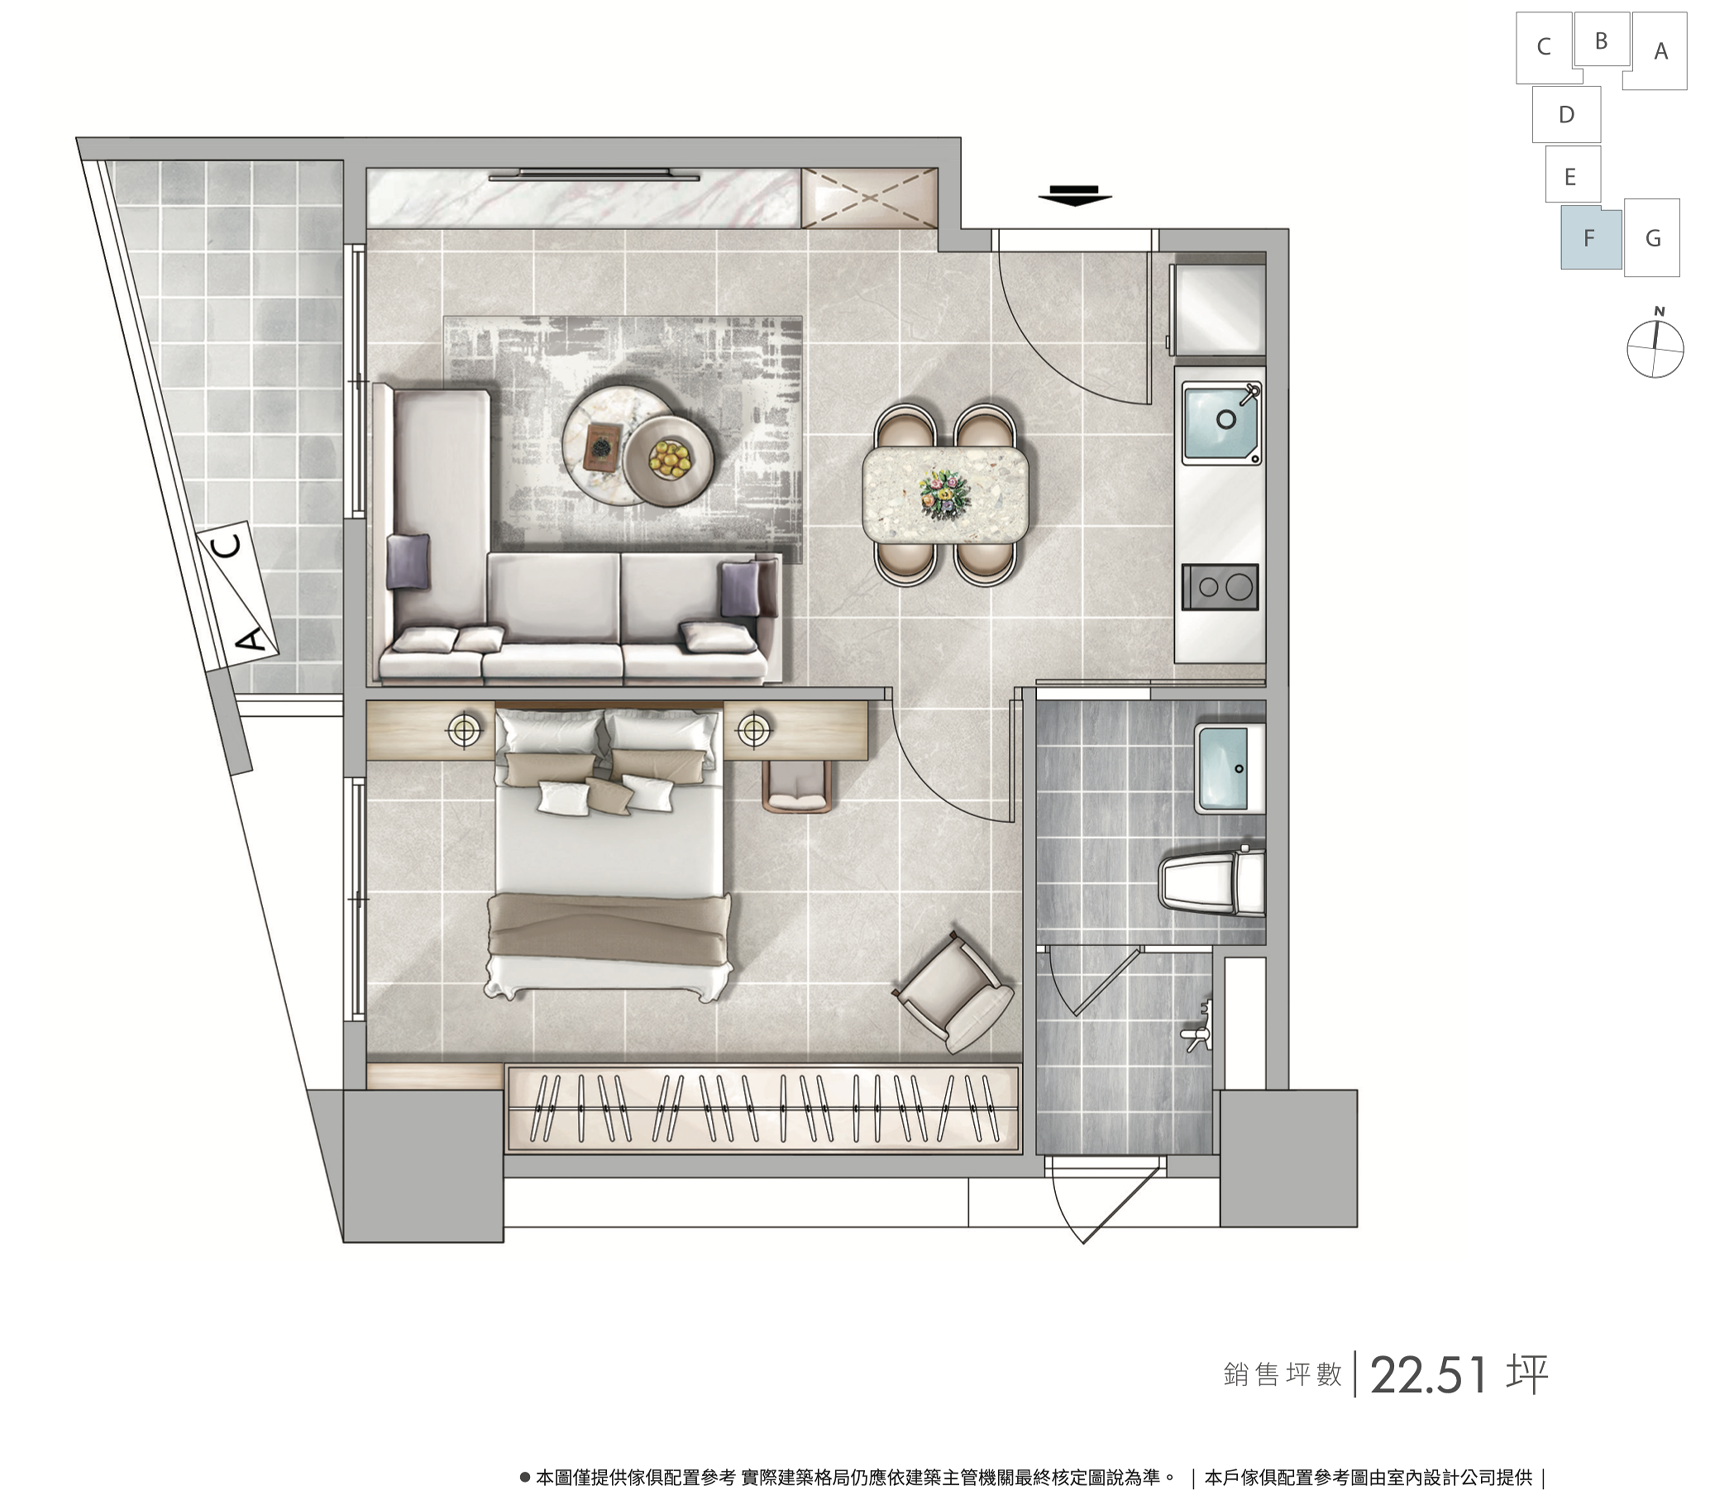 C
B
A
D
E
F
G
N
C
A
銷售坪數 | 22.51 坪
● 本圖僅提供傢俱配置參考 實際建築格局仍應依建築主管機關最終核定圖說為準。 | 本戶傢俱配置參考圖由室內設計公司提供 |